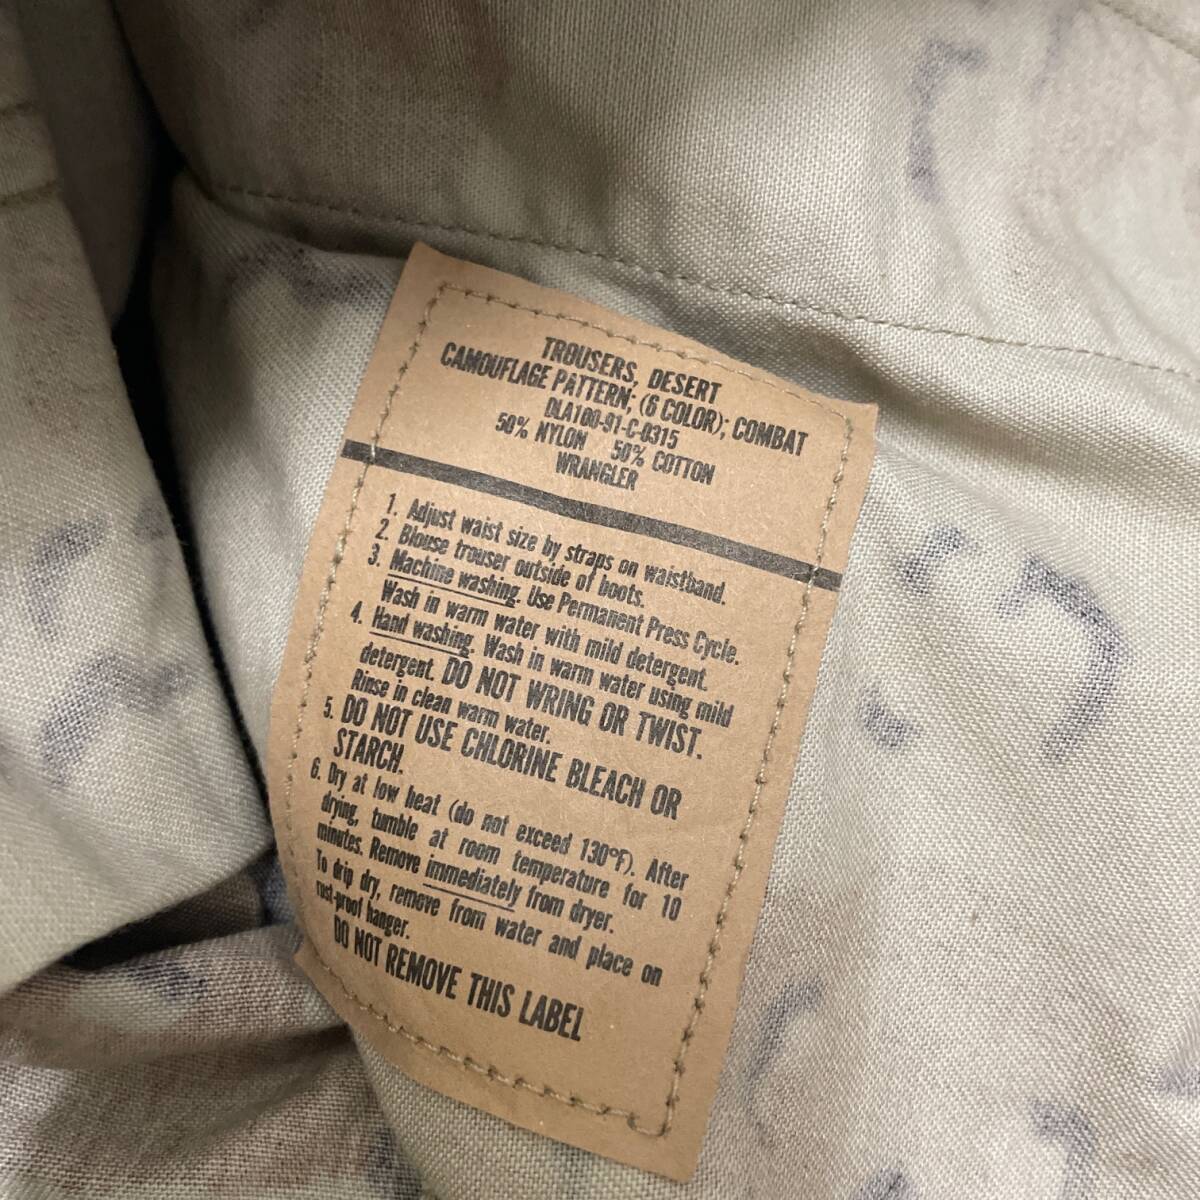 TROUSERS, DESERT
CAMOUFLAGE PATTERN; (6 COLOR); COMBAT
DLA100-91-C-0315
50% NYLON 50% COTTON
WRANGLER
1. Adjust waist size by straps on waistband.
2. Blouse trouser outside of boots.
3. Machine washing. Use Permanent Press Cycle.
Wash in warm water with mild detergent.
4. Hand washing. Wash in warm water using mild
detergent. DO NOT WRING OR TWIST.
Rinse in clean warm water.
5. DO NOT USE CHLORINE BLEACH OR
STARCH.
6. Dry at low heat (do not exceed 130°F). After
drying, tumble at room temperature for 10
minutes. Remove immediately from dryer.
To drip dry, remove from water and place on
rust-proof hanger.
DO NOT REMOVE THIS LABEL